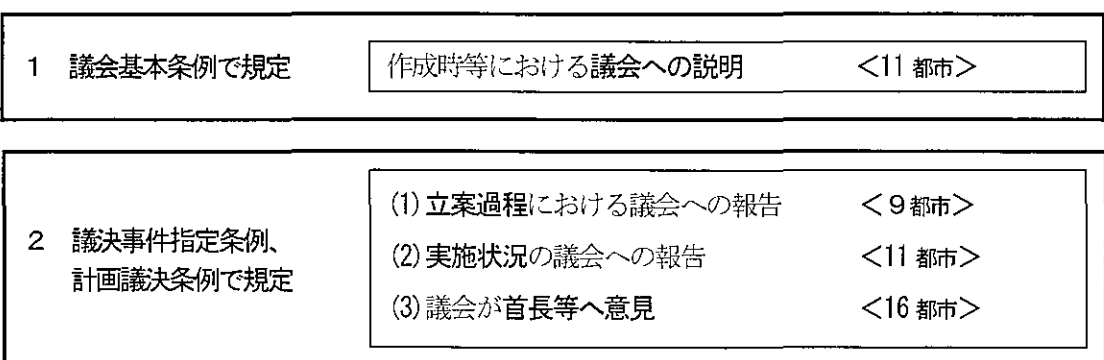 1 議会基本条例で規定 作成時等における議会への説明 <11 都市>
(1) 立案過程における議会への報告 <9都市>
2 議決事件指定条例、
計画議決条例で規定
(2) 実施状況の議会への報告 <11 都市>
(3) 議会が首長等へ意見 <16 都市>